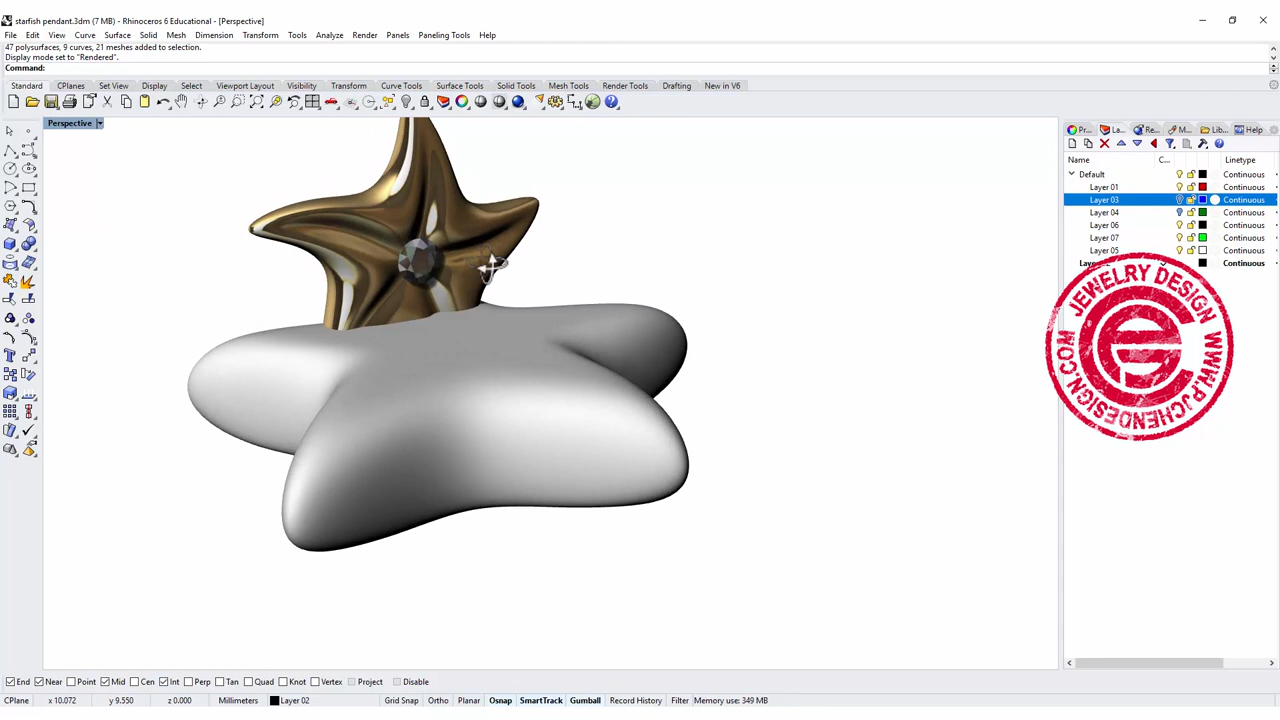 starfish pendant.3dm (7 MB) - Rhinoceros 6 Educational - [Perspective]
File Edit View Curve Surface Solid Mesh Dimension Transform Tools Analyze Render Panels Paneling Tools Help
47 polysurfaces, 9 curves, 21 meshes added to selection.
Display mode set to "Rendered".
Command:
Standard CPlanes Set View Display Select Viewport Layout Visibility Transform Curve Tools Surface Tools Solid Tools Mesh Tools Render Tools Drafting New in V6
Perspective
Pr... La... Re... M... Lib... Help
Name C... Linetype
Default Continuous
Layer 01 Continuous
Layer 03 Continuous
Layer 04 Continuous
Layer 06 Continuous
Layer 07 Continuous
Layer 05 Continuous
Continuous
JEWELRY DESIGN
WWW.PJCHENDESIGN.COM
End Near Point Mid Cen Int Perp Tan Quad Knot Vertex Project Disable
CPlane x 10.072 y 9.550 z 0.000 Millimeters Layer 02 Grid Snap Ortho Planar Osnap SmartTrack Gumball Record History Filter Memory use: 349 MB